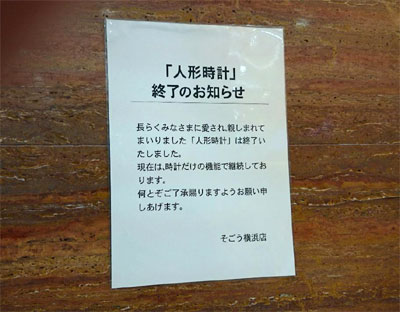 「人形時計」
終了のお知らせ
長らくみなさまに愛され、親しまれて
まいりました「人形時計」は終了い
たしました。
現在は、時計だけの機能で継続してお
ります。
何とぞご了承賜りますようお願い申
しあげます。
そごう横浜店